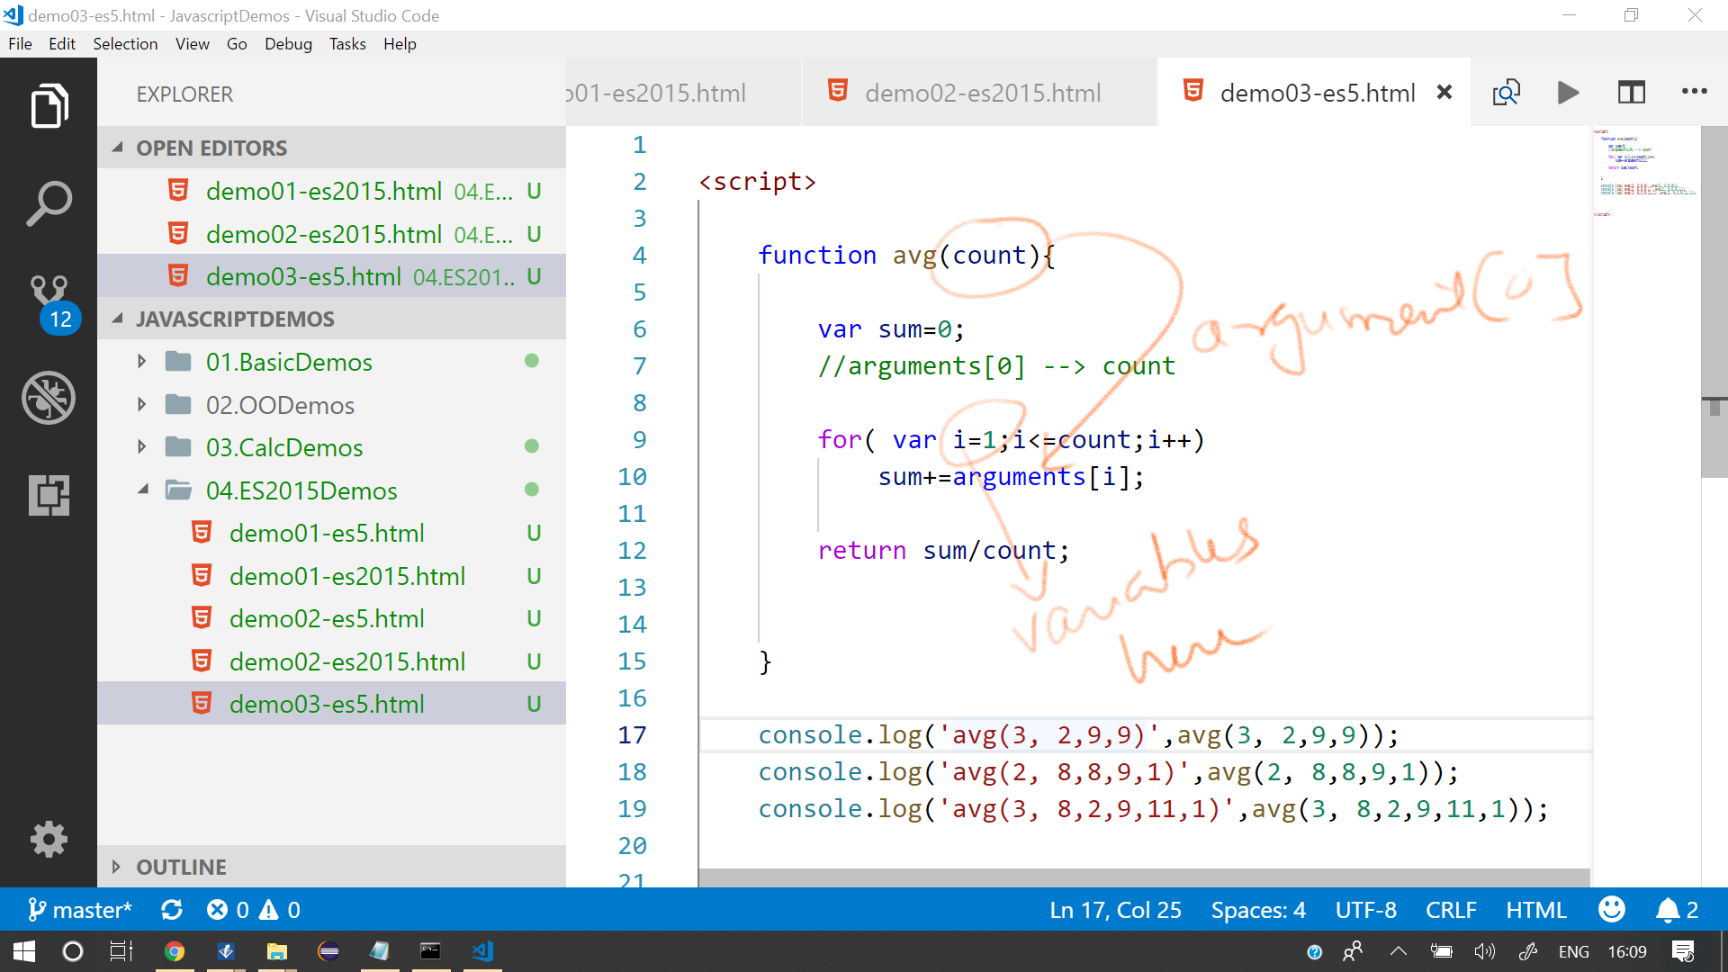 demo03-es5.html - JavascriptDemos - Visual Studio Code
File Edit Selection View Go Debug Tasks Help
EXPLORER
OPEN EDITORS
demo01-es2015.html 04.E... U
demo02-es2015.html 04.E... U
demo03-es5.html 04.ES201.. U
12
JAVASCRIPTDEMOS
01.BasicDemos
02.OODemos
03.CalcDemos
04.ES2015Demos
demo01-es5.html U
demo01-es2015.html U
demo02-es5.html U
demo02-es2015.html U
demo03-es5.html U
OUTLINE
o01-es2015.html demo02-es2015.html demo03-es5.html
1
2 <script>
3
4 function avg(count){
5
6 var sum=0;
7 //arguments[0] --> count
8
9 for( var i=1;i<=count;i++)
10 sum+=arguments[i];
11
12 return sum/count;
13
14
15 }
16
17 console.log('avg(3, 2,9,9)',avg(3, 2,9,9));
18 console.log('avg(2, 8,8,9,1)',avg(2, 8,8,9,1));
19 console.log('avg(3, 8,2,9,11,1)',avg(3, 8,2,9,11,1));
20
21
argument[0]
variables
here
master* 0 0 Ln 17, Col 25 Spaces: 4 UTF-8 CRLF HTML 2
ENG 16:09